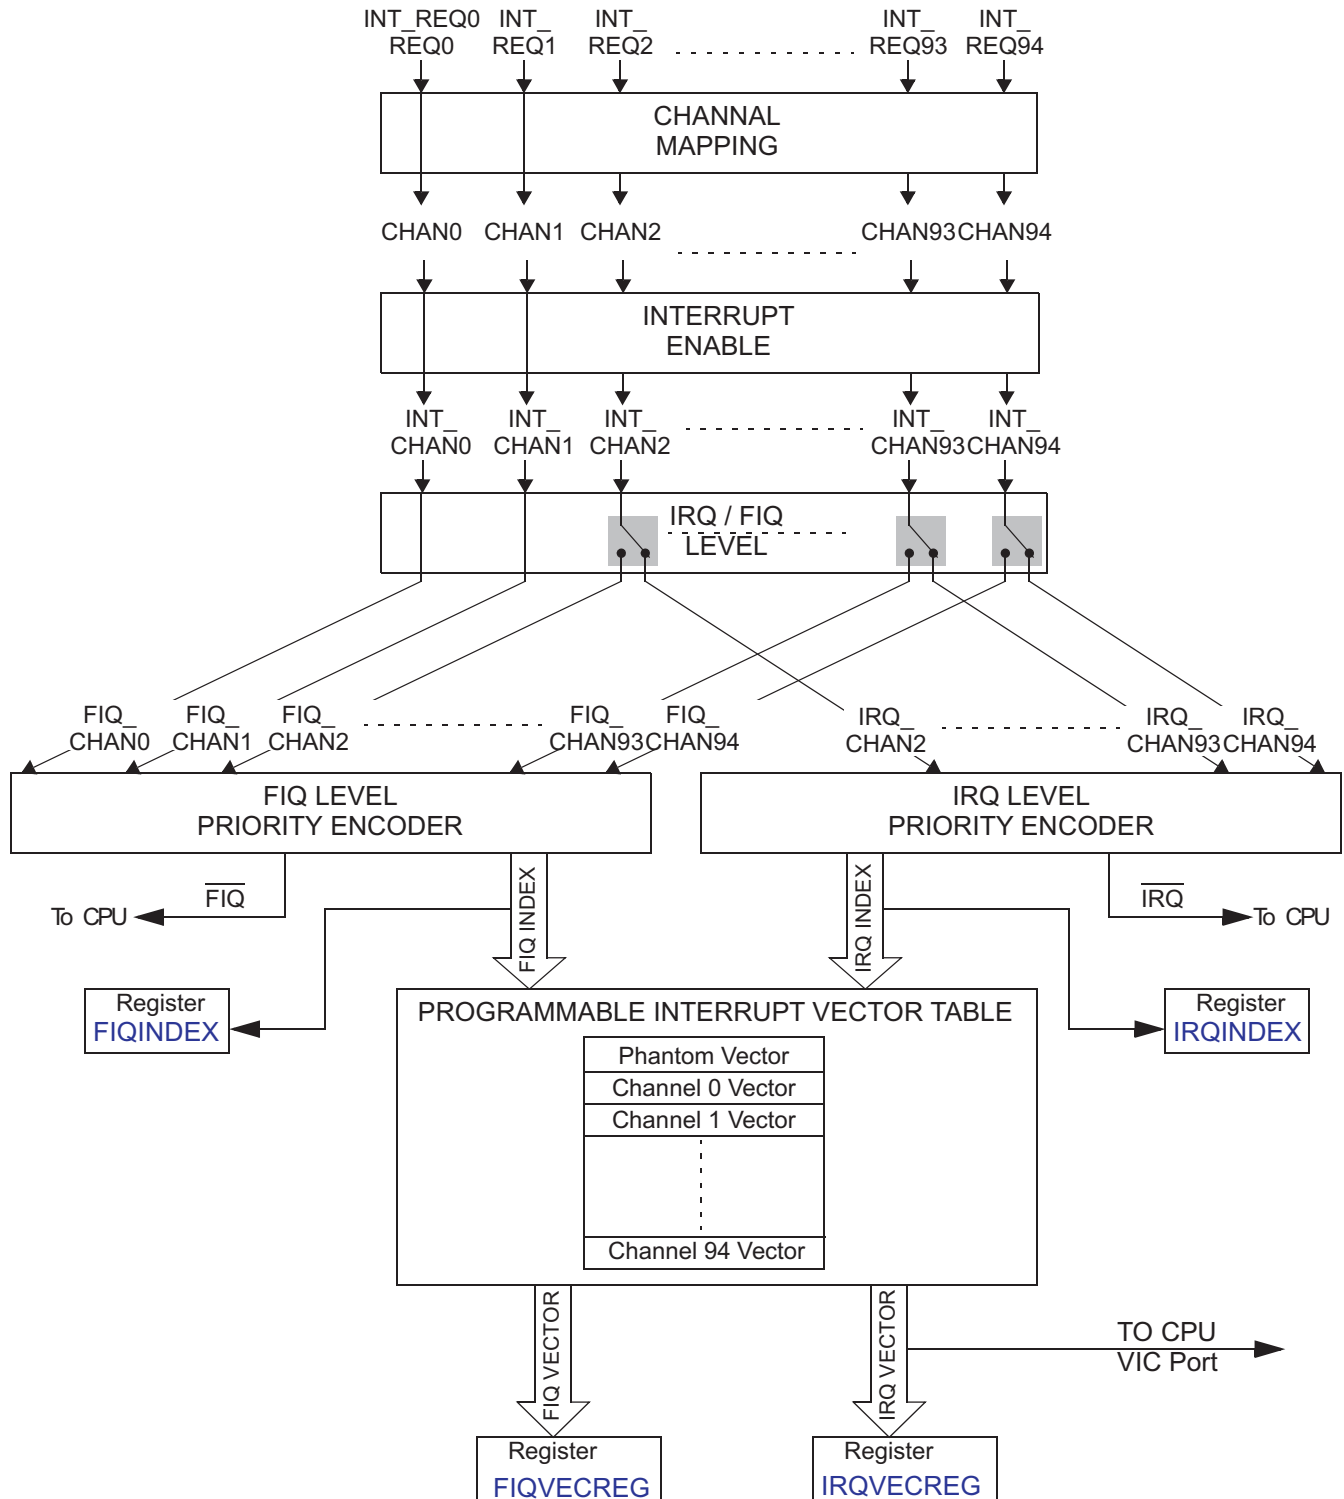 INT_REQ0 INT_ INT_ INT_ INT_
REQ0 REQ1 REQ2 REQ93 REQ94
CHANNAL
MAPPING
CHAN0 CHAN1 CHAN2 CHAN93 CHAN94
INTERRUPT
ENABLE
INT_ INT_ INT_ INT_ INT_
CHAN0 CHAN1 CHAN2 CHAN93 CHAN94
IRQ / FIQ
LEVEL
FIQ_ FIQ_ FIQ_ FIQ_ FIQ_ IRQ_ IRQ_ IRQ_
CHAN0 CHAN1 CHAN2 CHAN93 CHAN94 CHAN2 CHAN93 CHAN94
FIQ LEVEL
PRIORITY ENCODER
IRQ LEVEL
PRIORITY ENCODER
To CPU FIQ FIQ INDEX IRQ INDEX IRQ To CPU
Register
FIQINDEX
PROGRAMMABLE INTERRUPT VECTOR TABLE
Register
IRQINDEX
Phantom Vector
Channel 0 Vector
Channel 1 Vector
Channel 94 Vector
FIQ VECTOR
IRQ VECTOR
TO CPU
VIC Port
Register
FIQVECREG
Register
IRQVECREG